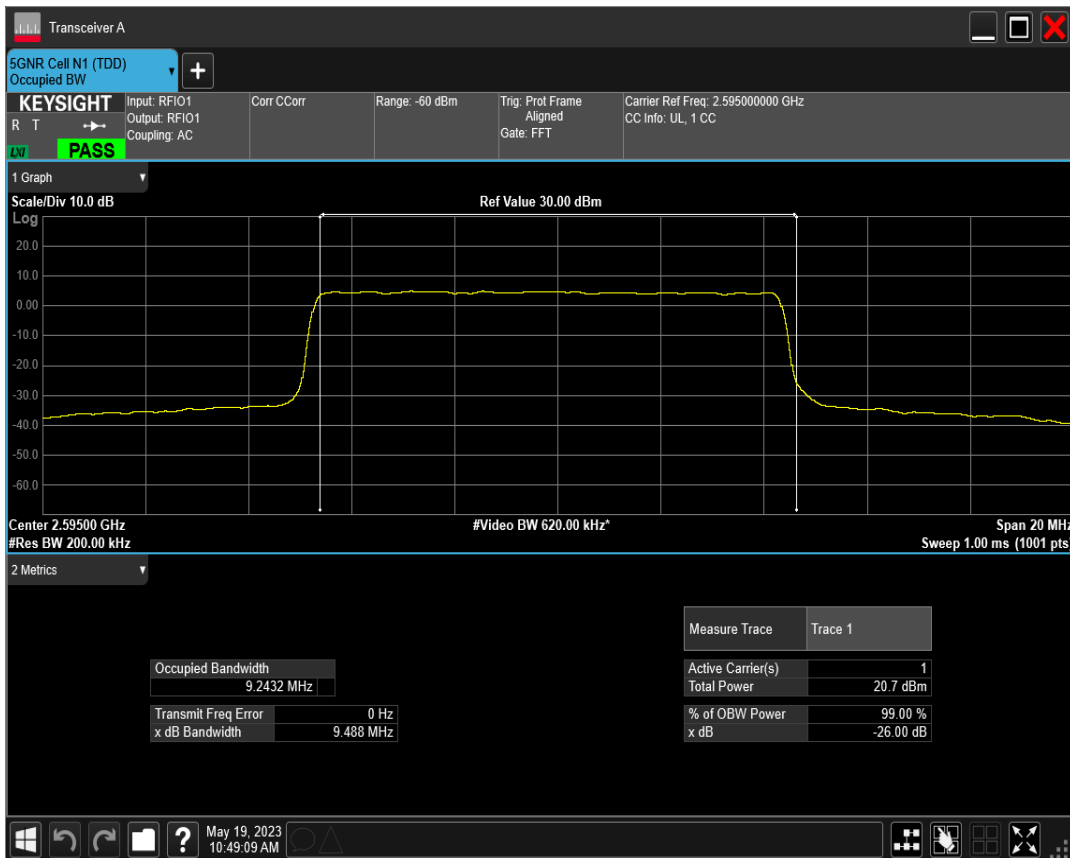 Transceiver A
5GNR Cell N1 (TDD)
Occupied BW
KEYSIGHT
R T
LXI
PASS
Input: RFIO1
Output: RFIO1
Coupling: AC
Corr CCorr
Range: -60 dBm
Trig: Prot Frame
Aligned
Gate: FFT
Carrier Ref Freq: 2.595000000 GHz
CC Info: UL, 1 CC
1 Graph
Scale/Div 10.0 dB
Ref Value 30.00 dBm
Log
20.0
10.0
0.00
-10.0
-20.0
-30.0
-40.0
-50.0
-60.0
Center 2.59500 GHz
#Video BW 620.00 kHz*
Span 20 MHz
#Res BW 200.00 kHz
Sweep 1.00 ms (1001 pts)
2 Metrics
Measure Trace Trace 1
Occupied Bandwidth
9.2432 MHz
Active Carrier(s) 1
Total Power 20.7 dBm
Transmit Freq Error 0 Hz
x dB Bandwidth 9.488 MHz
% of OBW Power 99.00 %
x dB -26.00 dB
?
May 19, 2023
10:49:09 AM